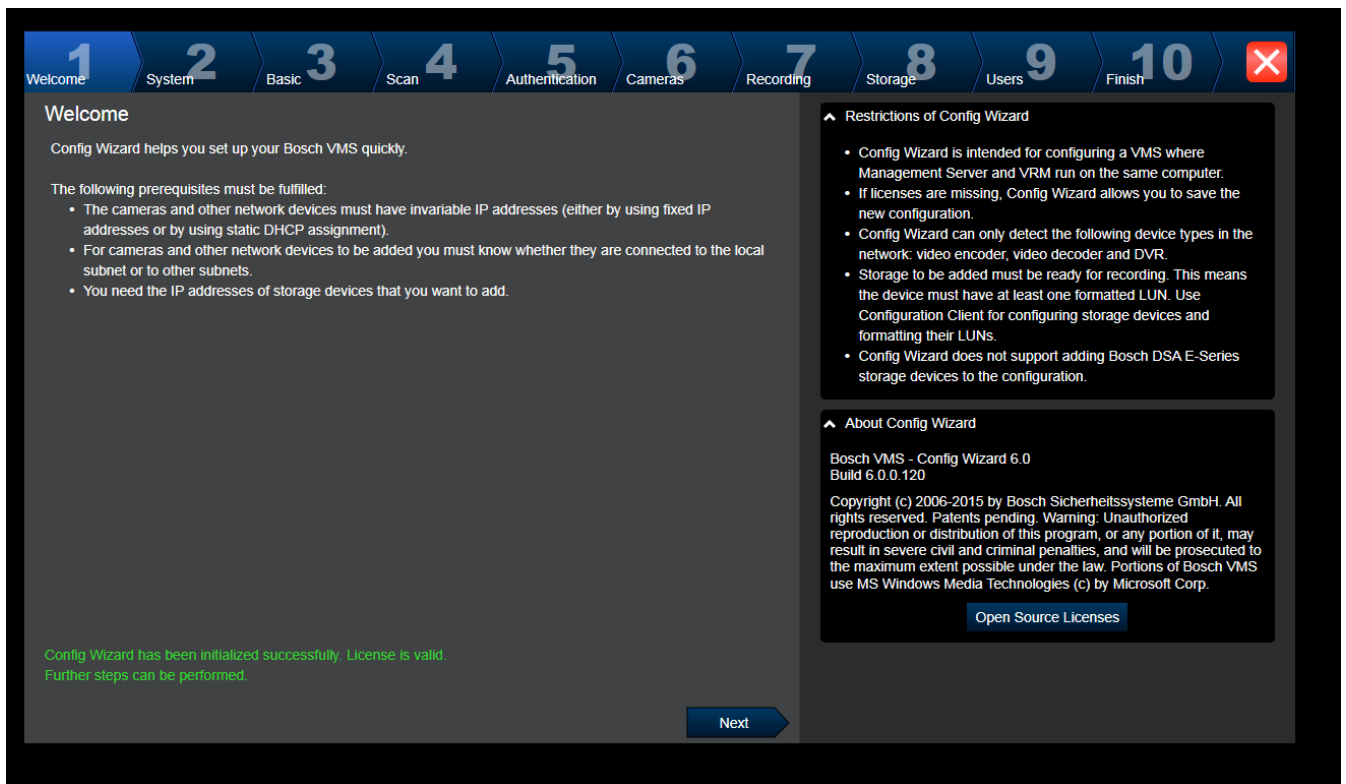 1 2 3 4 5 6 7 8 9 10
Welcome System Basic Scan Authentication Cameras Recording Storage Users Finish
Welcome
Config Wizard helps you set up your Bosch VMS quickly.
The following prerequisites must be fulfilled:
• The cameras and other network devices must have invariable IP addresses (either by using fixed IP
addresses or by using static DHCP assignment).
• For cameras and other network devices to be added you must know whether they are connected to the local
subnet or to other subnets.
• You need the IP addresses of storage devices that you want to add.
Config Wizard has been initialized successfully. License is valid.
Further steps can be performed.
Next
Restrictions of Config Wizard
• Config Wizard is intended for configuring a VMS where
Management Server and VRM run on the same computer.
• If licenses are missing, Config Wizard allows you to save the
new configuration.
• Config Wizard can only detect the following device types in the
network: video encoder, video decoder and DVR.
• Storage to be added must be ready for recording. This means
the device must have at least one formatted LUN. Use
Configuration Client for configuring storage devices and
formatting their LUNs.
• Config Wizard does not support adding Bosch DSA E-Series
storage devices to the configuration.
About Config Wizard
Bosch VMS - Config Wizard 6.0
Build 6.0.0.120
Copyright (c) 2006-2015 by Bosch Sicherheitssysteme GmbH. All
rights reserved. Patents pending. Warning: Unauthorized
reproduction or distribution of this program, or any portion of it, may
result in severe civil and criminal penalties, and will be prosecuted to
the maximum extent possible under the law. Portions of Bosch VMS
use MS Windows Media Technologies (c) by Microsoft Corp.
Open Source Licenses